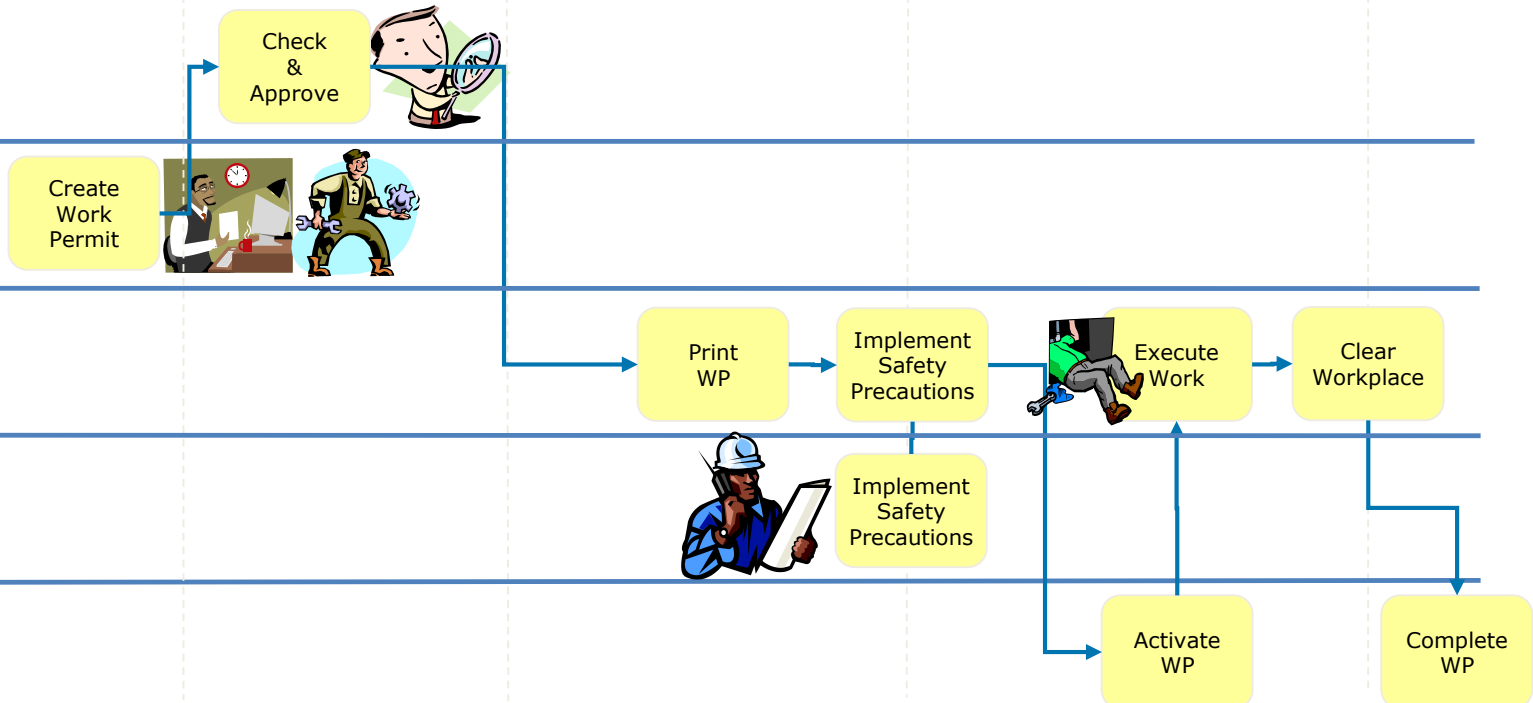 Check
&
Approve
Create
Work
Permit
Print
WP
Implement
Safety
Precautions
Execute
Work
Clear
Workplace
Implement
Safety
Precautions
Activate
WP
Complete
WP